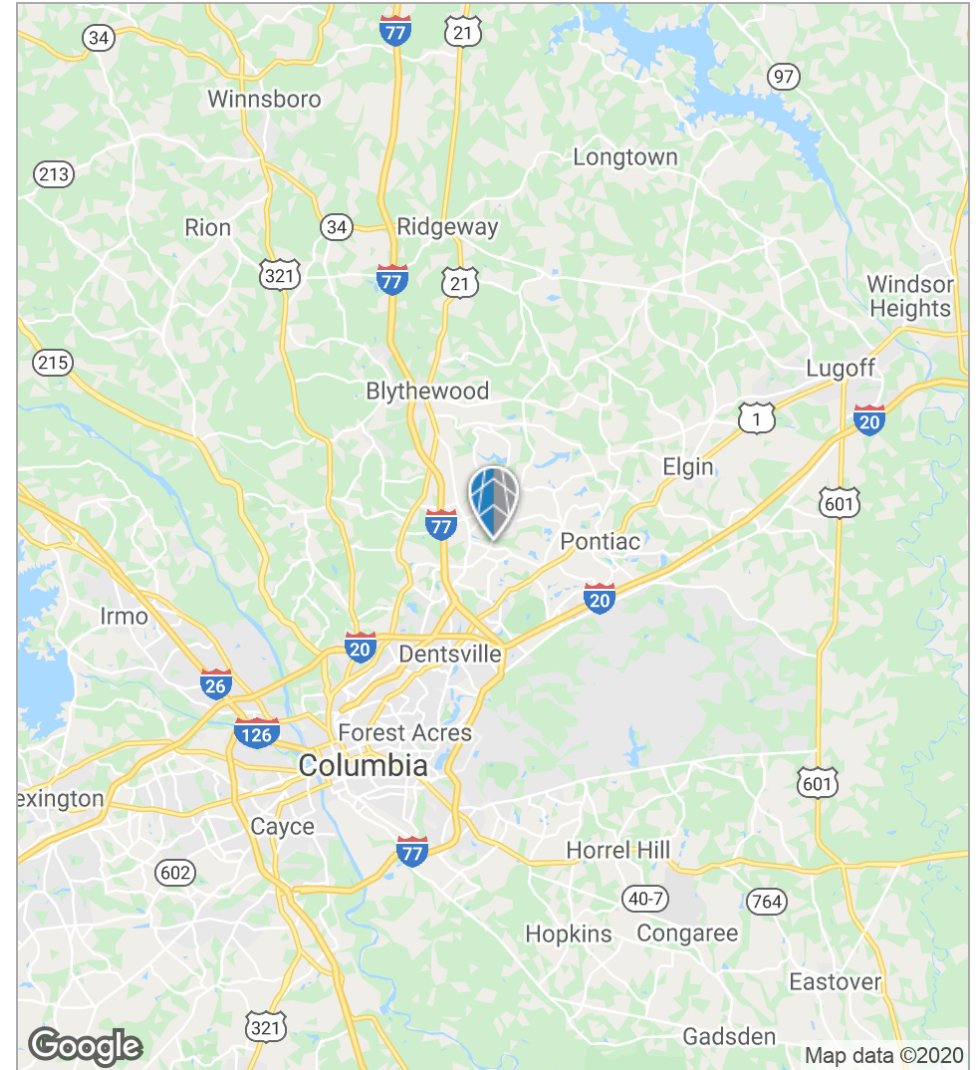 77
21
34
97
Winnsboro
Longtown
213
Rion
34
Ridgeway
321
77
21
Windsor
Heights
215
Lugoff
Blythewood
1
20
Elgin
601
77
Pontiac
20
Irmo
20
Dentsville
26
126
Forest Acres
Columbia
601
exington
Cayce
77
Horrel Hill
602
40-7
764
Hopkins
Congaree
Eastover
321
Gadsden
Google
Map data ©2020